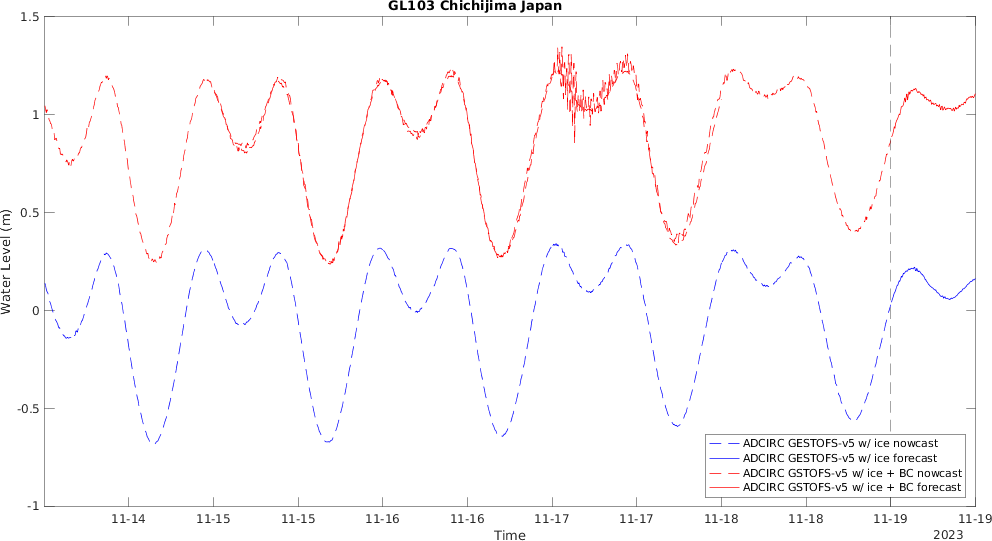 GL103 Chichijima Japan
Water Level (m)
1.5
1
0.5
0
-0.5
-1
ADCIRC GESTOFS-v5 w/ ice nowcast
ADCIRC GESTOFS-v5 w/ ice forecast
ADCIRC GSTOFS-v5 w/ ice + BC nowcast
ADCIRC GSTOFS-v5 w/ ice + BC forecast
11-14 11-15 11-15 11-16 11-16 11-17 11-17 11-18 11-18 11-19 11-19
Time
2023